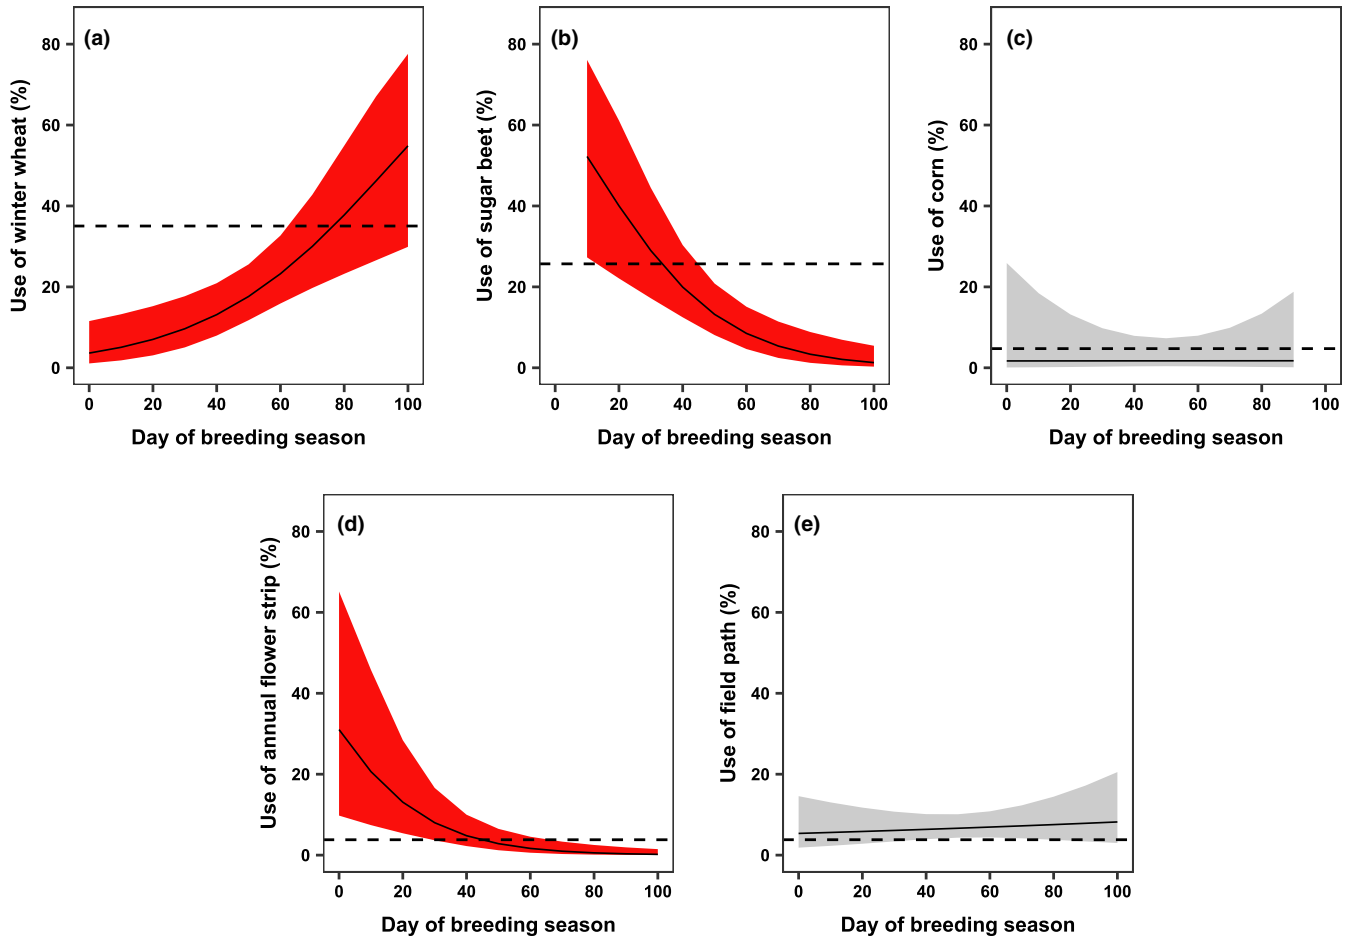 (a)
Use of winter wheat (%)
80
60
40
20
0
0 20 40 60 80 100
Day of breeding season
(b)
Use of sugar beet (%)
80
60
40
20
0
0 20 40 60 80 100
Day of breeding season
(c)
Use of corn (%)
80
60
40
20
0
0 20 40 60 80 100
Day of breeding season
(d)
Use of annual flower strip (%)
80
60
40
20
0
0 20 40 60 80 100
Day of breeding season
(e)
Use of field path (%)
80
60
40
20
0
0 20 40 60 80 100
Day of breeding season